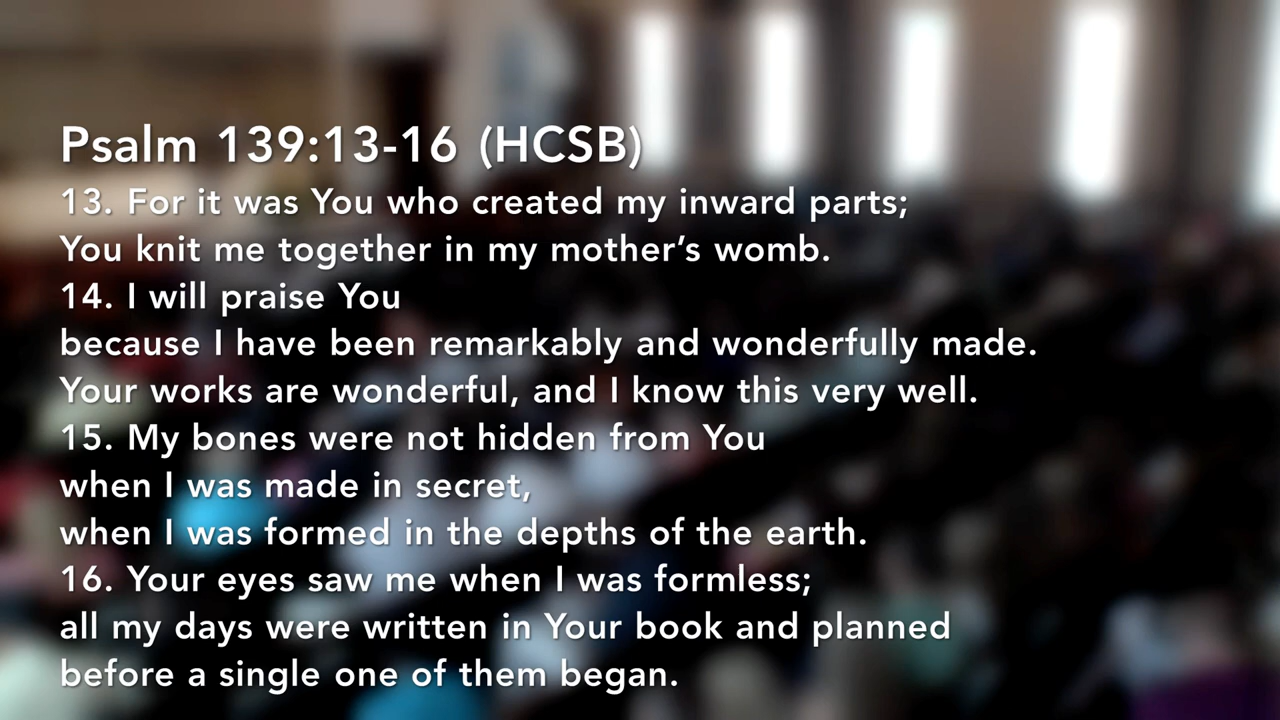 Psalm 139:13-16 (HCSB)
13. For it was You who created my inward parts;
You knit me together in my mother’s womb.
14. I will praise You
because I have been remarkably and wonderfully made.
Your works are wonderful, and I know this very well.
15. My bones were not hidden from You
when I was made in secret,
when I was formed in the depths of the earth.
16. Your eyes saw me when I was formless;
all my days were written in Your book and planned
before a single one of them began.